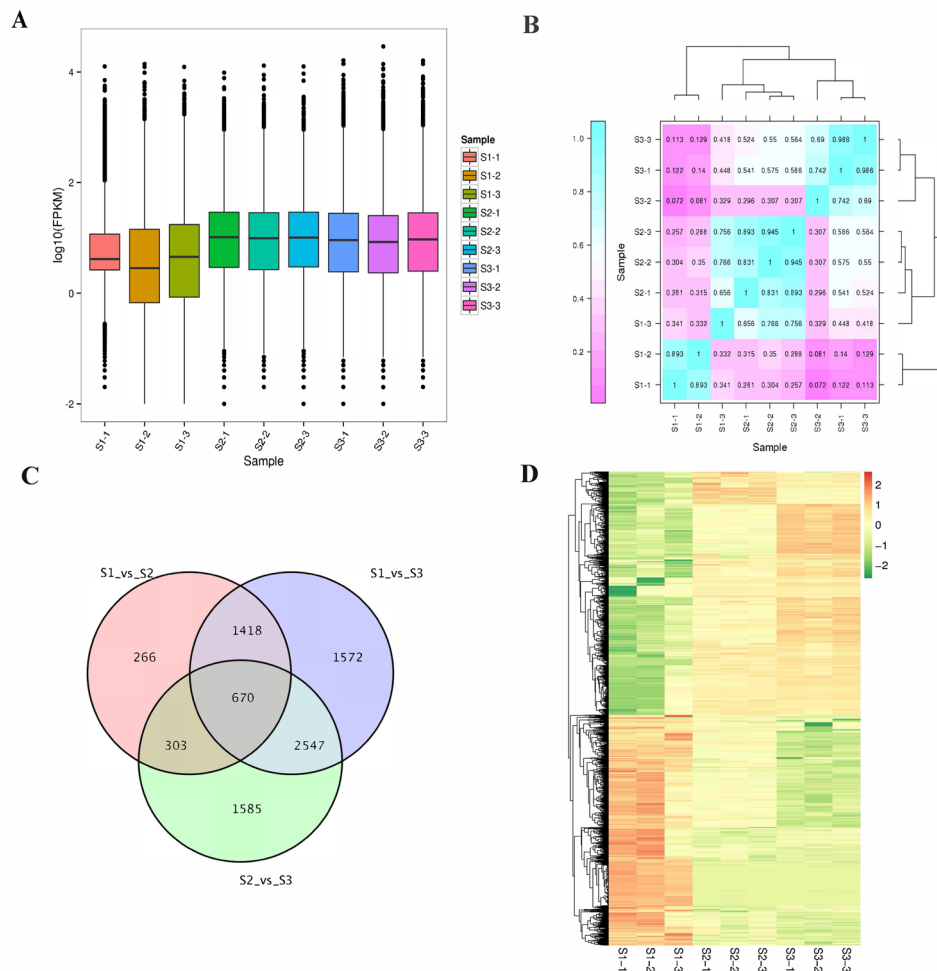 A
B
4
2
0
-2
log10(FPKM)
S1-1
S1-2
S1-3
S2-1
S2-2
S2-3
S3-1
S3-2
S3-3
Sample
Sample
S1-1
S1-2
S1-3
S2-1
S2-2
S2-3
S3-1
S3-2
S3-3
1.0
0.8
0.6
0.4
0.2
Sample
S3-3 0.113 0.129 0.418 0.524 0.55 0.564 0.69 0.986 1
S3-1 0.122 0.14 0.448 0.541 0.575 0.586 0.742 1 0.986
S3-2 0.072 0.081 0.329 0.296 0.307 0.307 1 0.742 0.69
S2-3 0.257 0.288 0.756 0.893 0.945 1 0.307 0.586 0.564
S2-2 0.304 0.35 0.766 0.831 1 0.945 0.307 0.575 0.55
S2-1 0.281 0.315 0.656 1 0.831 0.893 0.296 0.541 0.524
S1-3 0.341 0.332 1 0.656 0.766 0.756 0.329 0.448 0.418
S1-2 0.893 1 0.332 0.315 0.35 0.288 0.081 0.14 0.129
S1-1 1 0.893 0.341 0.281 0.304 0.257 0.072 0.122 0.113
S1-1 S1-2 S1-3 S2-1 S2-2 S2-3 S3-2 S3-1 S3-3
Sample
C
S1_vs_S2
S1_vs_S3
266
1418
1572
670
303
2547
1585
S2_vs_S3
D
2
1
0
−1
−2
S1-1
S1-2
S1-3
S2-1
S2-2
S2-3
S3-1
S3-2
S3-3